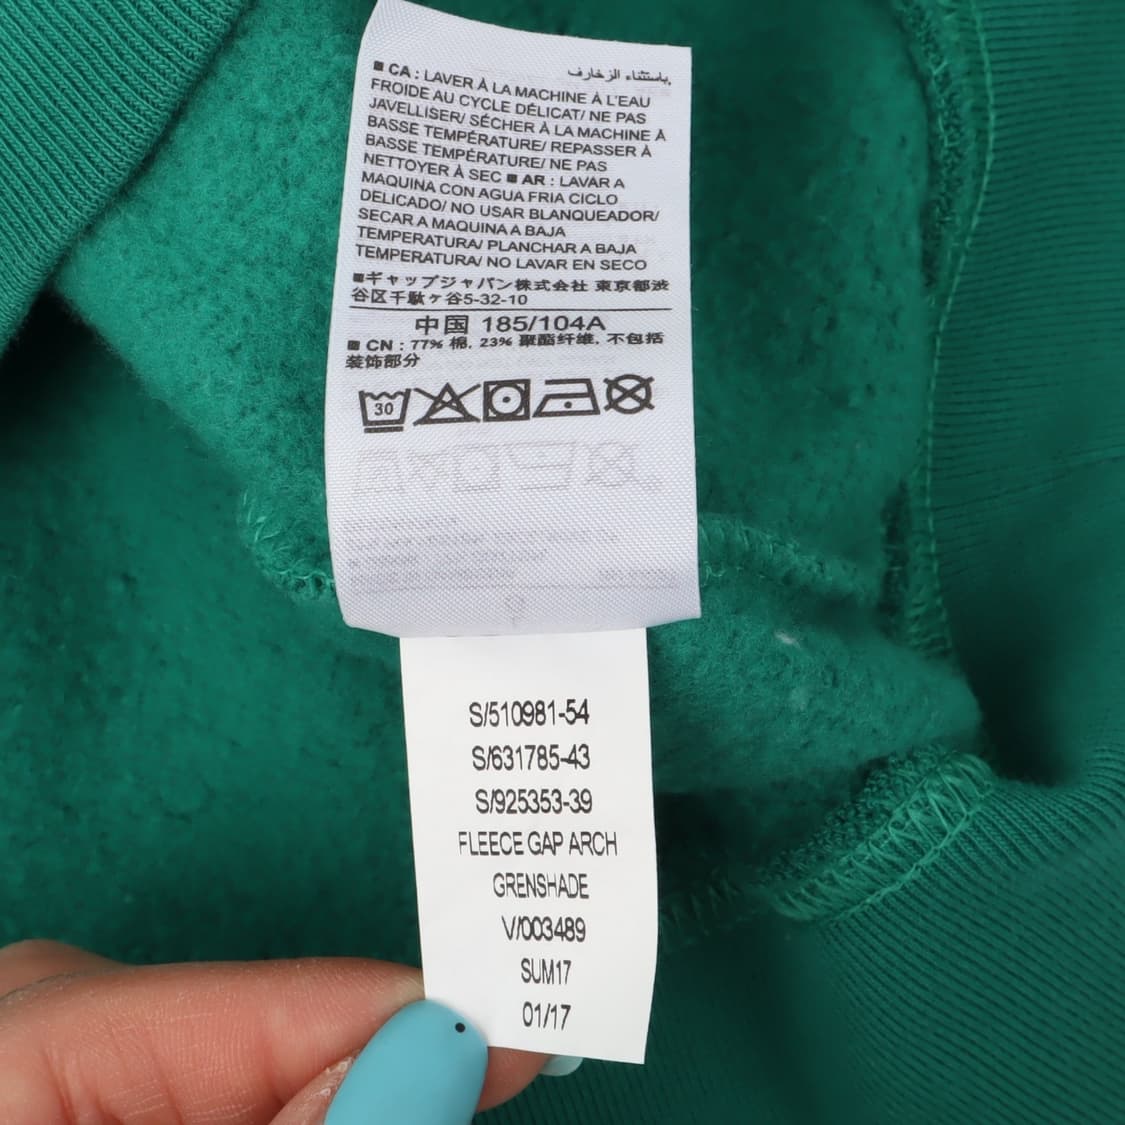 باستثناء الزخارف.
■ CA : LAVER À LA MACHINE À L'EAU
FROIDE AU CYCLE DÉLICAT/ NE PAS
JAVELLISER/ SÉCHER À LA MACHINE À
BASSE TEMPÉRATURE/ REPASSER À
BASSE TEMPÉRATURE/ NE PAS
NETTOYER À SEC ■ AR : LAVAR A
MAQUINA CON AGUA FRIA CICLO
DELICADO/ NO USAR BLANQUEADOR/
SECAR A MAQUINA A BAJA
TEMPERATURA/ PLANCHAR A BAJA
TEMPERATURA/ NO LAVAR EN SECO
■ギャップジャパン株式会社 東京都渋
谷区千駄ヶ谷5-32-10
中国 185/104A
■ CN : 77% 棉, 23% 聚酯纤维, 不包括
装饰部分
30
S/510981-54
S/631785-43
S/925353-39
FLEECE GAP ARCH
GRENSHADE
V/003489
SUM17
01/17